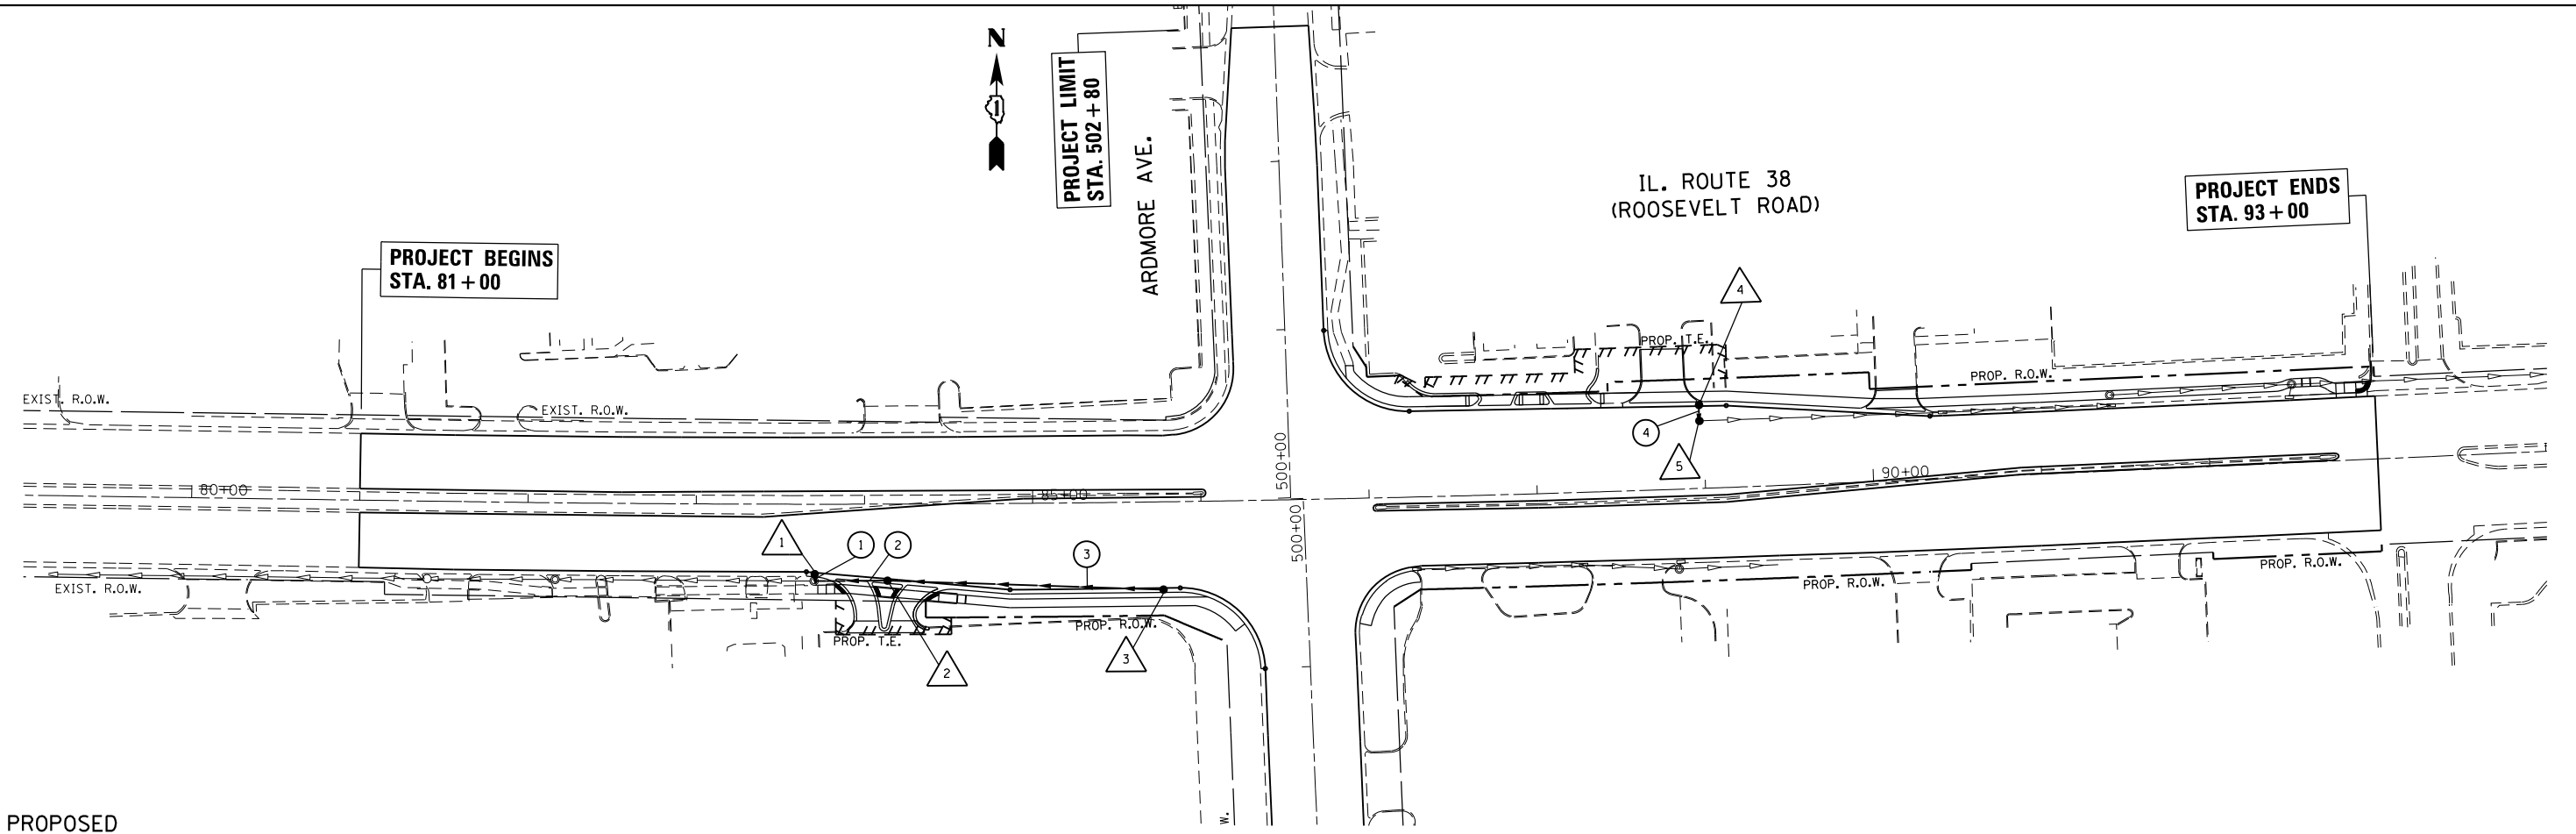 N
1
PROJECT LIMIT
STA. 502+80
ARDMORE AVE.
IL. ROUTE 38
(ROOSEVELT ROAD)
PROJECT ENDS
STA. 93+00
PROJECT BEGINS
STA. 81+00
4
PROP. T.E.
PROP. R.O.W.
EXIST. R.O.W.
EXIST. R.O.W.
4
5
500+00
90+00
80+00
85+00
500+00
1
1
2
3
EXIST. R.O.W.
PROP. R.O.W.
PROP. R.O.W.
PROP. T.E.
PROP. R.O.W.
2
3
W.
PROPOSED